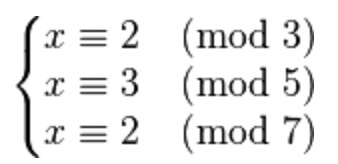 x ≡ 2 (mod 3)
x ≡ 3 (mod 5)
x ≡ 2 (mod 7)